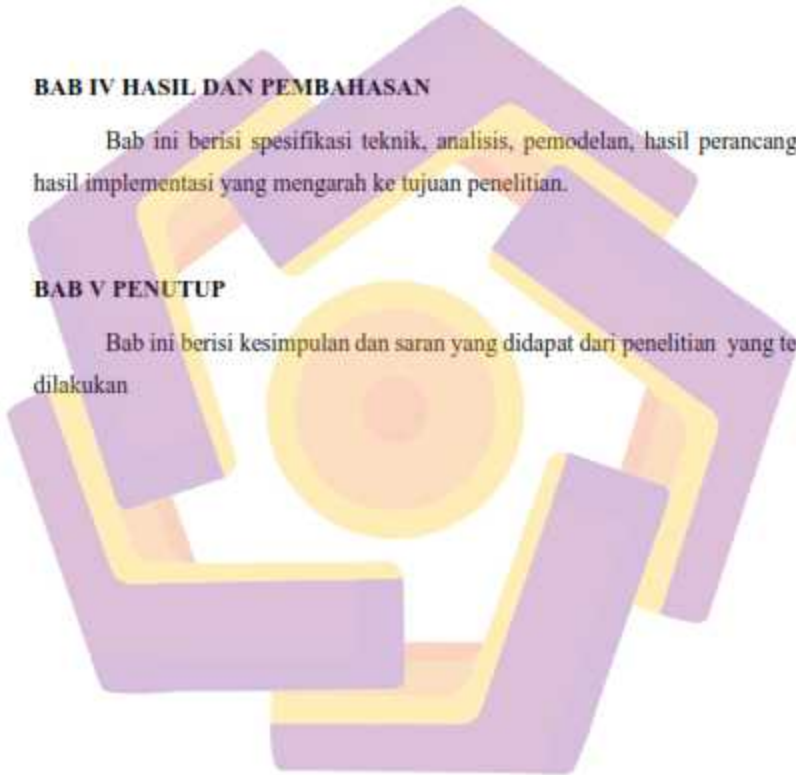 BAB IV HASIL DAN PEMBAHASAN
Bab ini berisi spesifikasi teknik, analisis, pemodelan, hasil perancang
hasil implementasi yang mengarah ke tujuan penelitian.
BAB V PENUTUP
Bab ini berisi kesimpulan dan saran yang didapat dari penelitian yang te
dilakukan